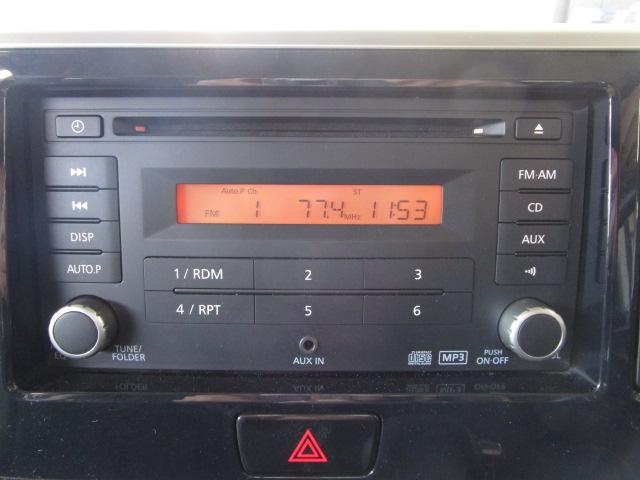 Auto.P Ch ST
FM 1 77.4 MHz 11:53
DISP
AUTO.P
FM·AM
CD
AUX
1 / RDM 2 3
4 / RPT 5 6
TUNE/
FOLDER
AUX IN
MP3
PUSH
ON·OFF